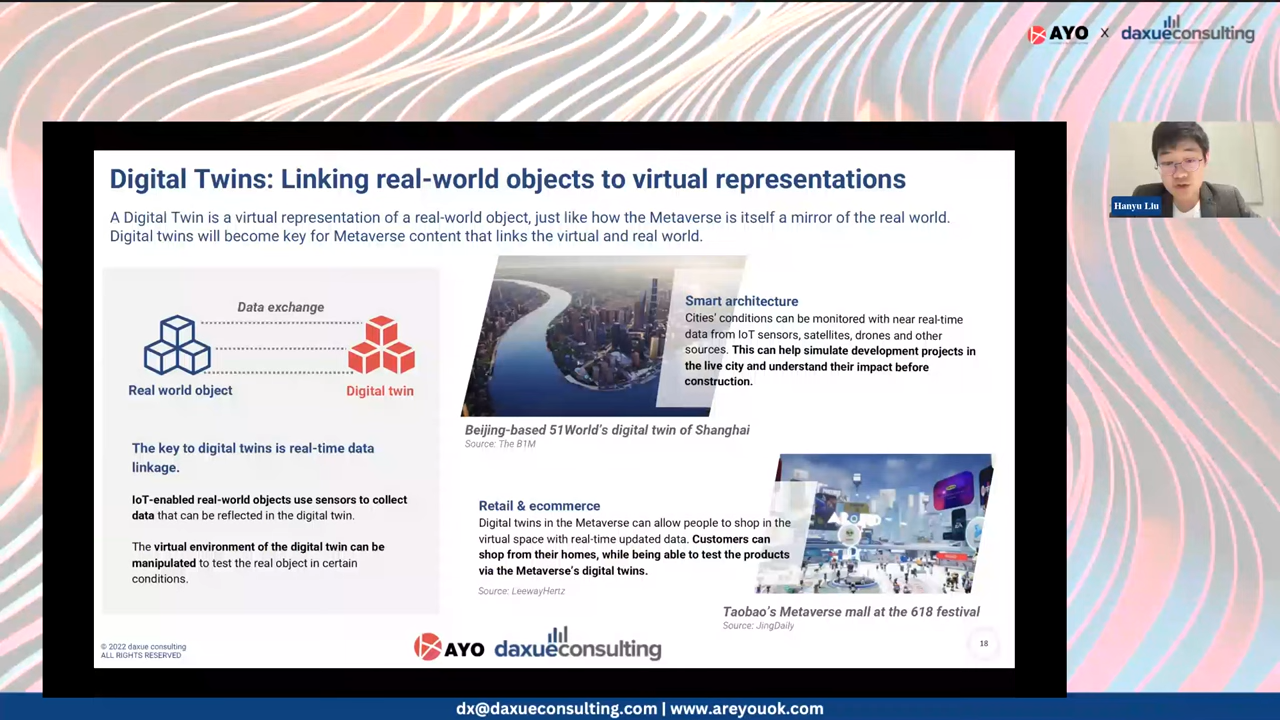 AYO X daxueconsulting
Digital Twins: Linking real-world objects to virtual representations
A Digital Twin is a virtual representation of a real-world object, just like how the Metaverse is itself a mirror of the real world.
Digital twins will become key for Metaverse content that links the virtual and real world.
Data exchange
Real world object
Digital twin
The key to digital twins is real-time data
linkage.
IoT-enabled real-world objects use sensors to collect
data that can be reflected in the digital twin.
The virtual environment of the digital twin can be
manipulated to test the real object in certain
conditions.
Smart architecture
Cities' conditions can be monitored with near real-time
data from IoT sensors, satellites, drones and other
sources. This can help simulate development projects in
the live city and understand their impact before
construction.
Beijing-based 51World's digital twin of Shanghai
Source: The B1M
Retail & ecommerce
Digital twins in the Metaverse can allow people to shop in the
virtual space with real-time updated data. Customers can
shop from their homes, while being able to test the products
via the Metaverse's digital twins.
Source: LeewayHertz
Taobao's Metaverse mall at the 618 festival
Source: JingDaily
© 2022 daxue consulting
ALL RIGHTS RESERVED
AYO daxueconsulting
18
Hanyu Liu
dx@daxueconsulting.com | www.areyouok.com